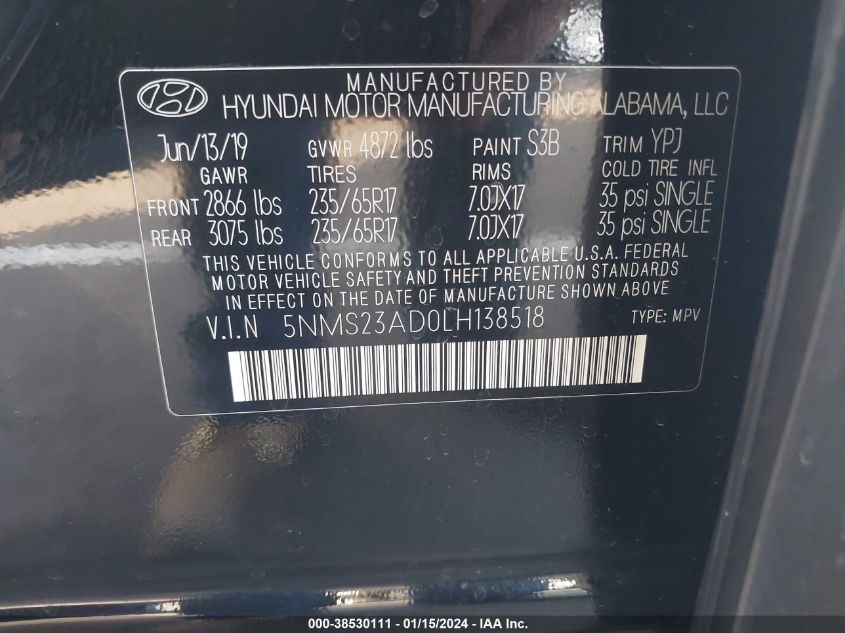 MANUFACTURED BY
HYUNDAI MOTOR MANUFACTURING ALABAMA, LLC
Jun/13/19 GVWR 4872 lbs PAINT S3B TRIM YPJ
GAWR TIRES RIMS COLD TIRE INFL
FRONT 2866 lbs 235/65R17 7.0JX17 35 psi SINGLE
REAR 3075 lbs 235/65R17 7.0JX17 35 psi SINGLE
THIS VEHICLE CONFORMS TO ALL APPLICABLE U.S.A. FEDERAL
MOTOR VEHICLE SAFETY AND THEFT PREVENTION STANDARDS
IN EFFECT ON THE DATE OF MANUFACTURE SHOWN ABOVE
V.I.N 5NMS23AD0LH138518 TYPE: MPV
000-38530111 - 01/15/2024 - IAA Inc.